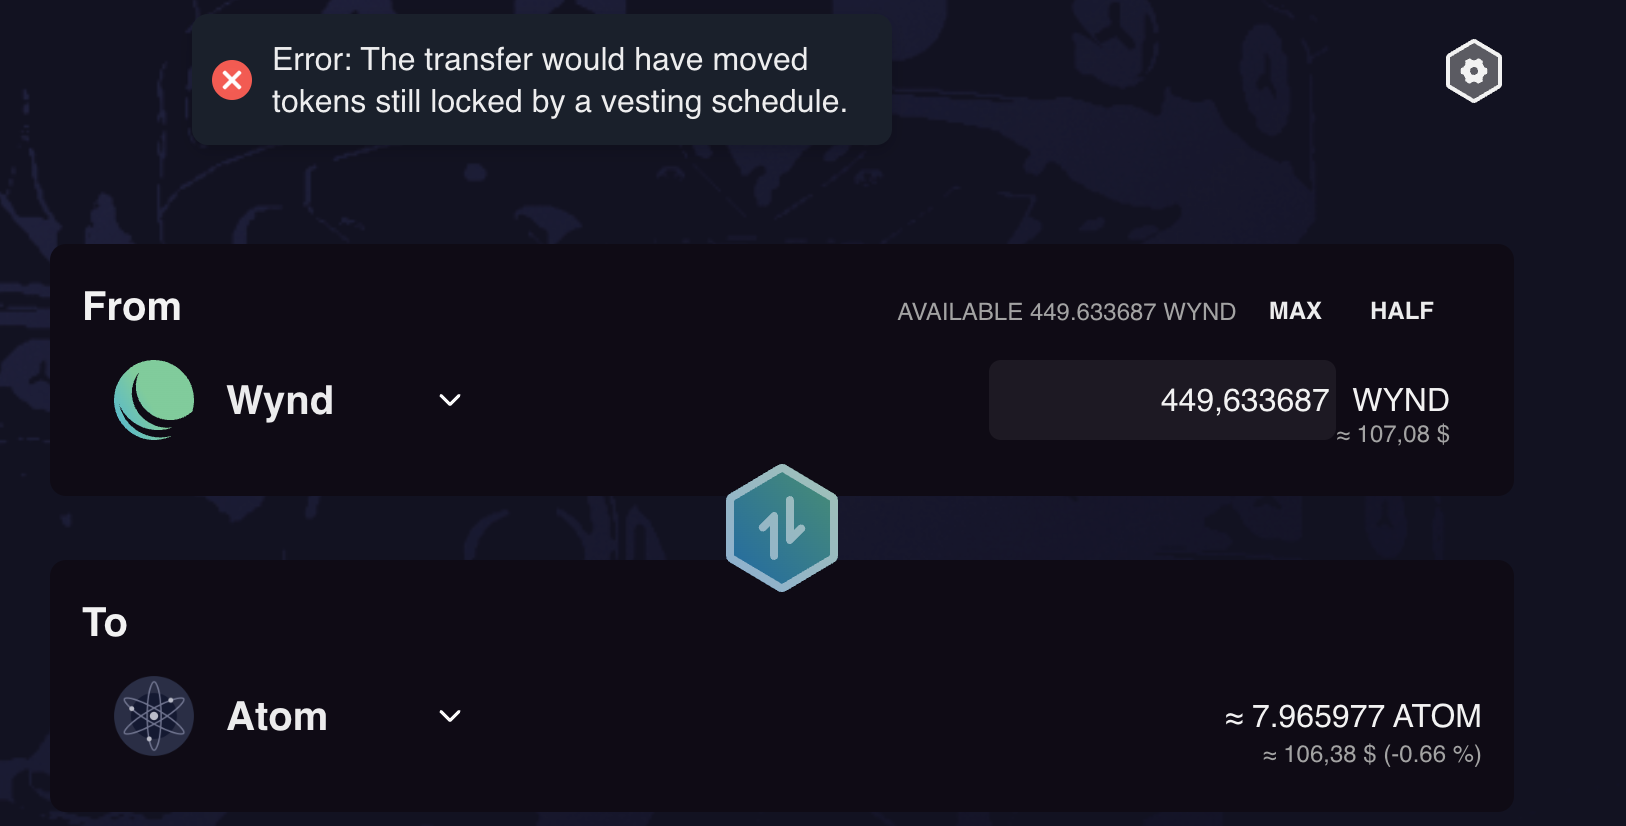 Error: The transfer would have moved
tokens still locked by a vesting schedule.
From
AVAILABLE 449.633687 WYND MAX HALF
Wynd
449,633687 WYND
≈ 107,08 $
To
Atom
≈ 7.965977 ATOM
≈ 106,38 $ (-0.66 %)